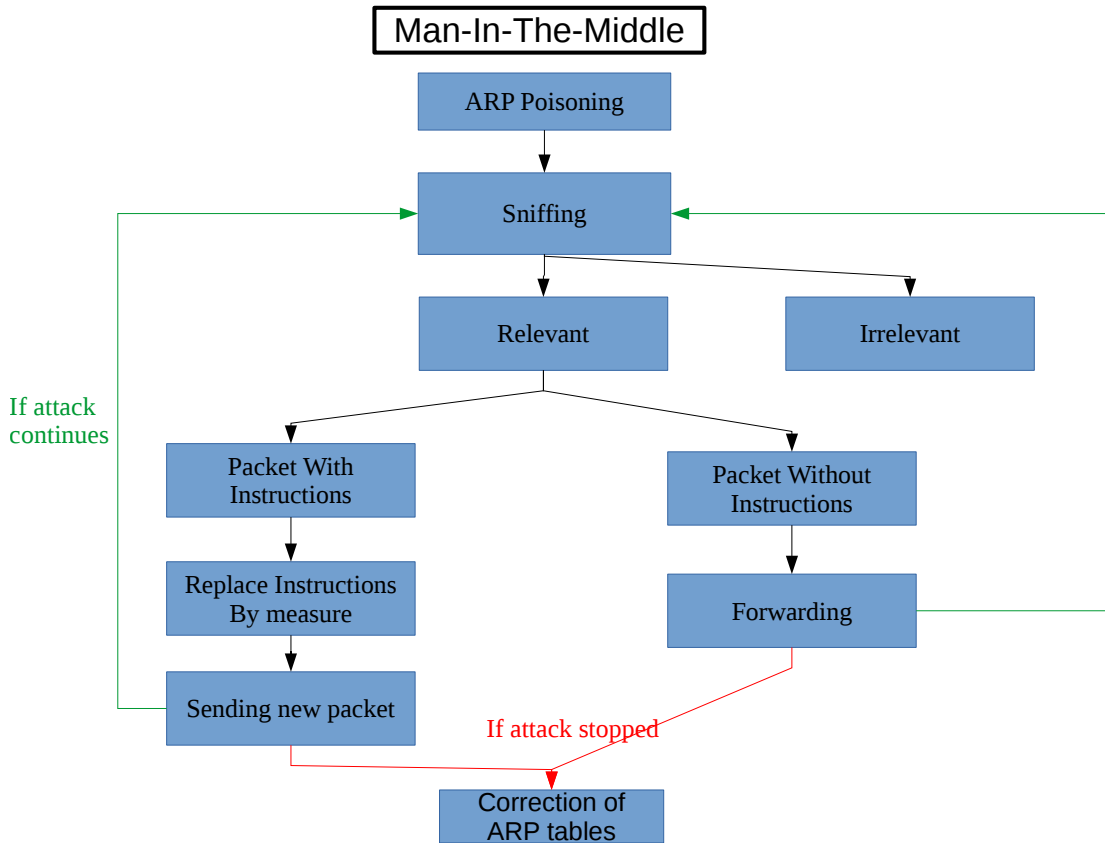 Man-In-The-Middle
ARP Poisoning
Sniffing
Relevant
Irrelevant
If attack
continues
Packet With
Instructions
Packet Without
Instructions
Replace Instructions
By measure
Forwarding
Sending new packet
If attack stopped
Correction of
ARP tables